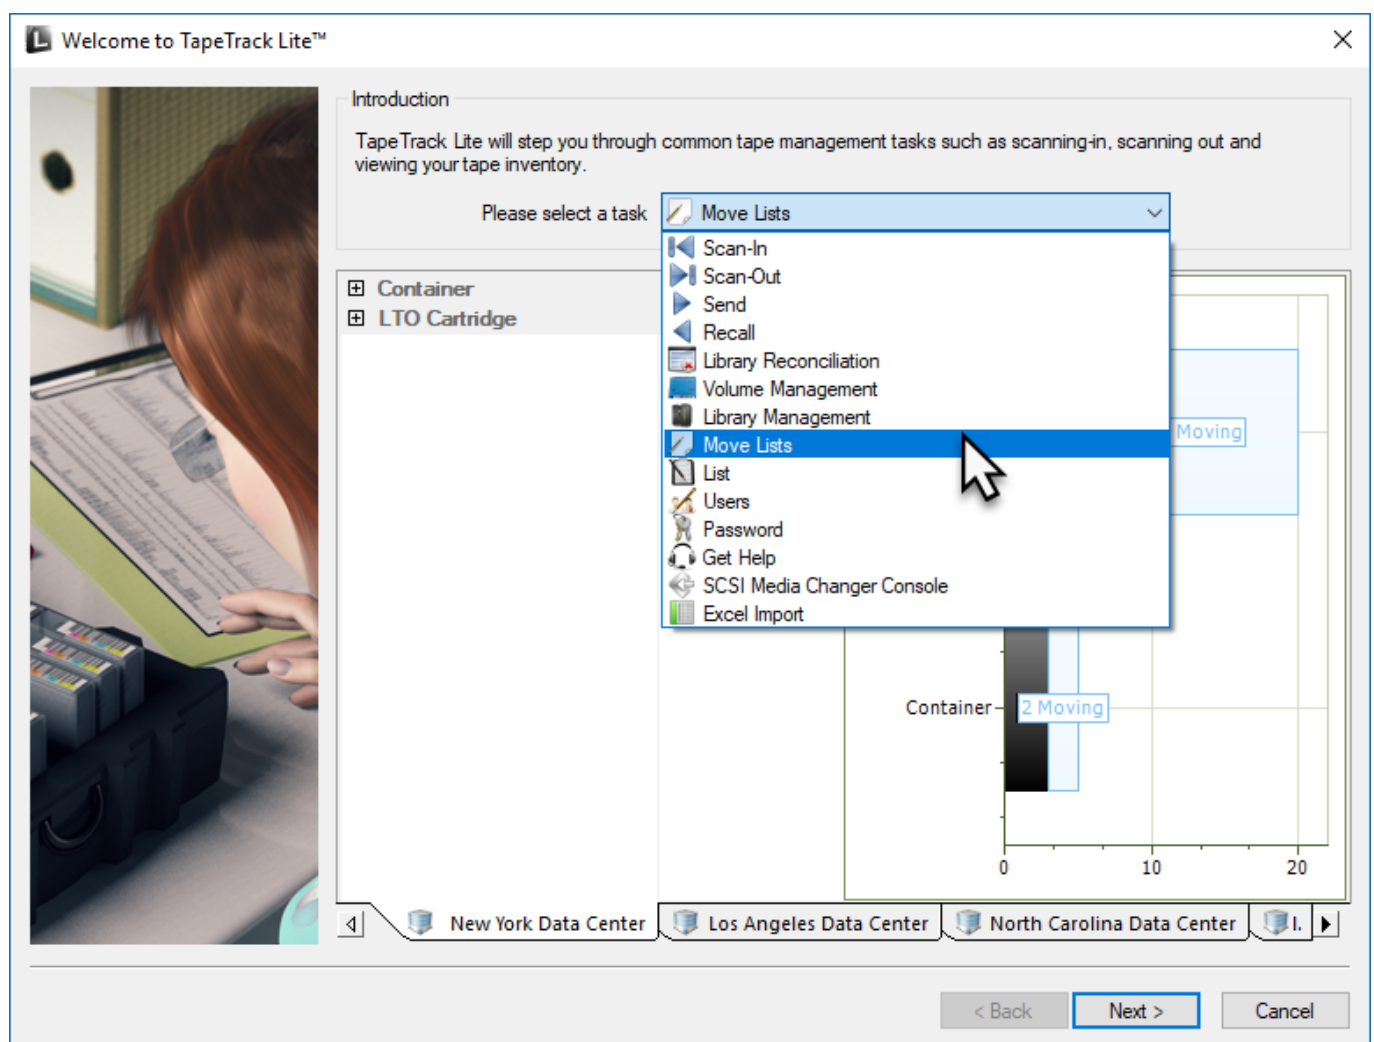 Welcome to TapeTrack Lite™
Introduction
TapeTrack Lite will step you through common tape management tasks such as scanning-in, scanning out and
viewing your tape inventory.
Please select a task
Move Lists
Scan-In
Scan-Out
Send
Recall
Library Reconciliation
Volume Management
Library Management
Move Lists
List
Users
Password
Get Help
SCSI Media Changer Console
Excel Import
Container
LTO Cartridge
Moving
Container
2 Moving
0 10 20
New York Data Center
Los Angeles Data Center
North Carolina Data Center
I.
< Back
Next >
Cancel